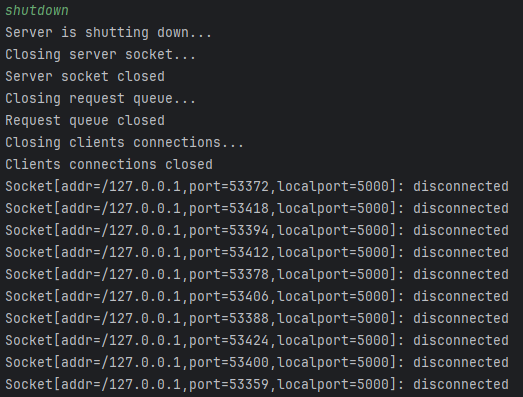 shutdown
Server is shutting down...
Closing server socket...
Server socket closed
Closing request queue...
Request queue closed
Closing clients connections...
Clients connections closed
Socket[addr=/127.0.0.1,port=53372,localport=5000]: disconnected
Socket[addr=/127.0.0.1,port=53418,localport=5000]: disconnected
Socket[addr=/127.0.0.1,port=53394,localport=5000]: disconnected
Socket[addr=/127.0.0.1,port=53412,localport=5000]: disconnected
Socket[addr=/127.0.0.1,port=53378,localport=5000]: disconnected
Socket[addr=/127.0.0.1,port=53406,localport=5000]: disconnected
Socket[addr=/127.0.0.1,port=53388,localport=5000]: disconnected
Socket[addr=/127.0.0.1,port=53424,localport=5000]: disconnected
Socket[addr=/127.0.0.1,port=53400,localport=5000]: disconnected
Socket[addr=/127.0.0.1,port=53359,localport=5000]: disconnected